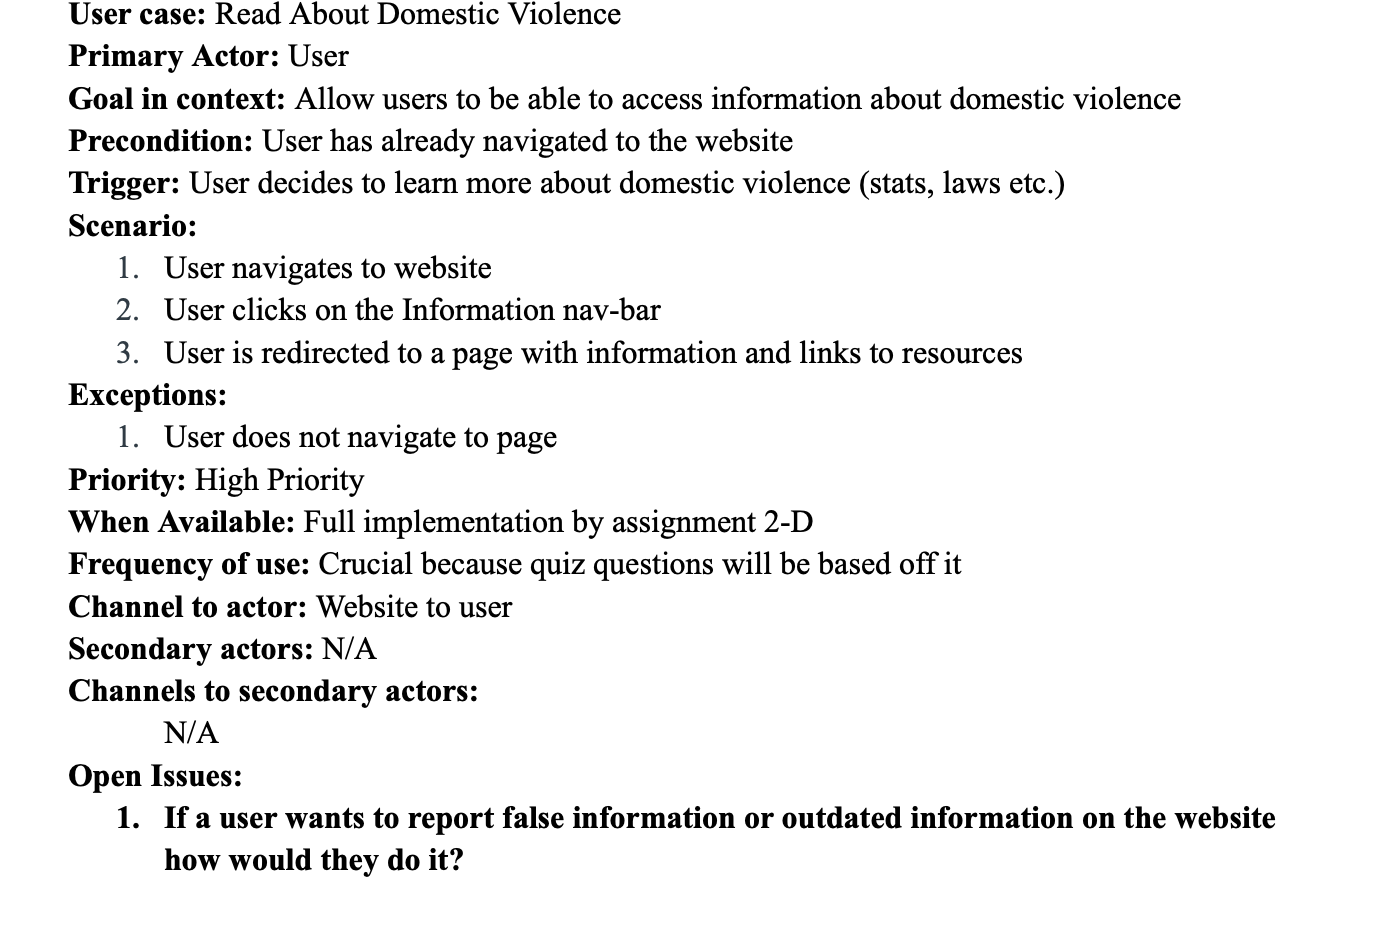 User case: Read About Domestic Violence
Primary Actor: User
Goal in context: Allow users to be able to access information about domestic violence
Precondition: User has already navigated to the website
Trigger: User decides to learn more about domestic violence (stats, laws etc.)
Scenario:
1. User navigates to website
2. User clicks on the Information nav-bar
3. User is redirected to a page with information and links to resources
Exceptions:
1. User does not navigate to page
Priority: High Priority
When Available: Full implementation by assignment 2-D
Frequency of use: Crucial because quiz questions will be based off it
Channel to actor: Website to user
Secondary actors: N/A
Channels to secondary actors:
N/A
Open Issues:
1. If a user wants to report false information or outdated information on the website
how would they do it?